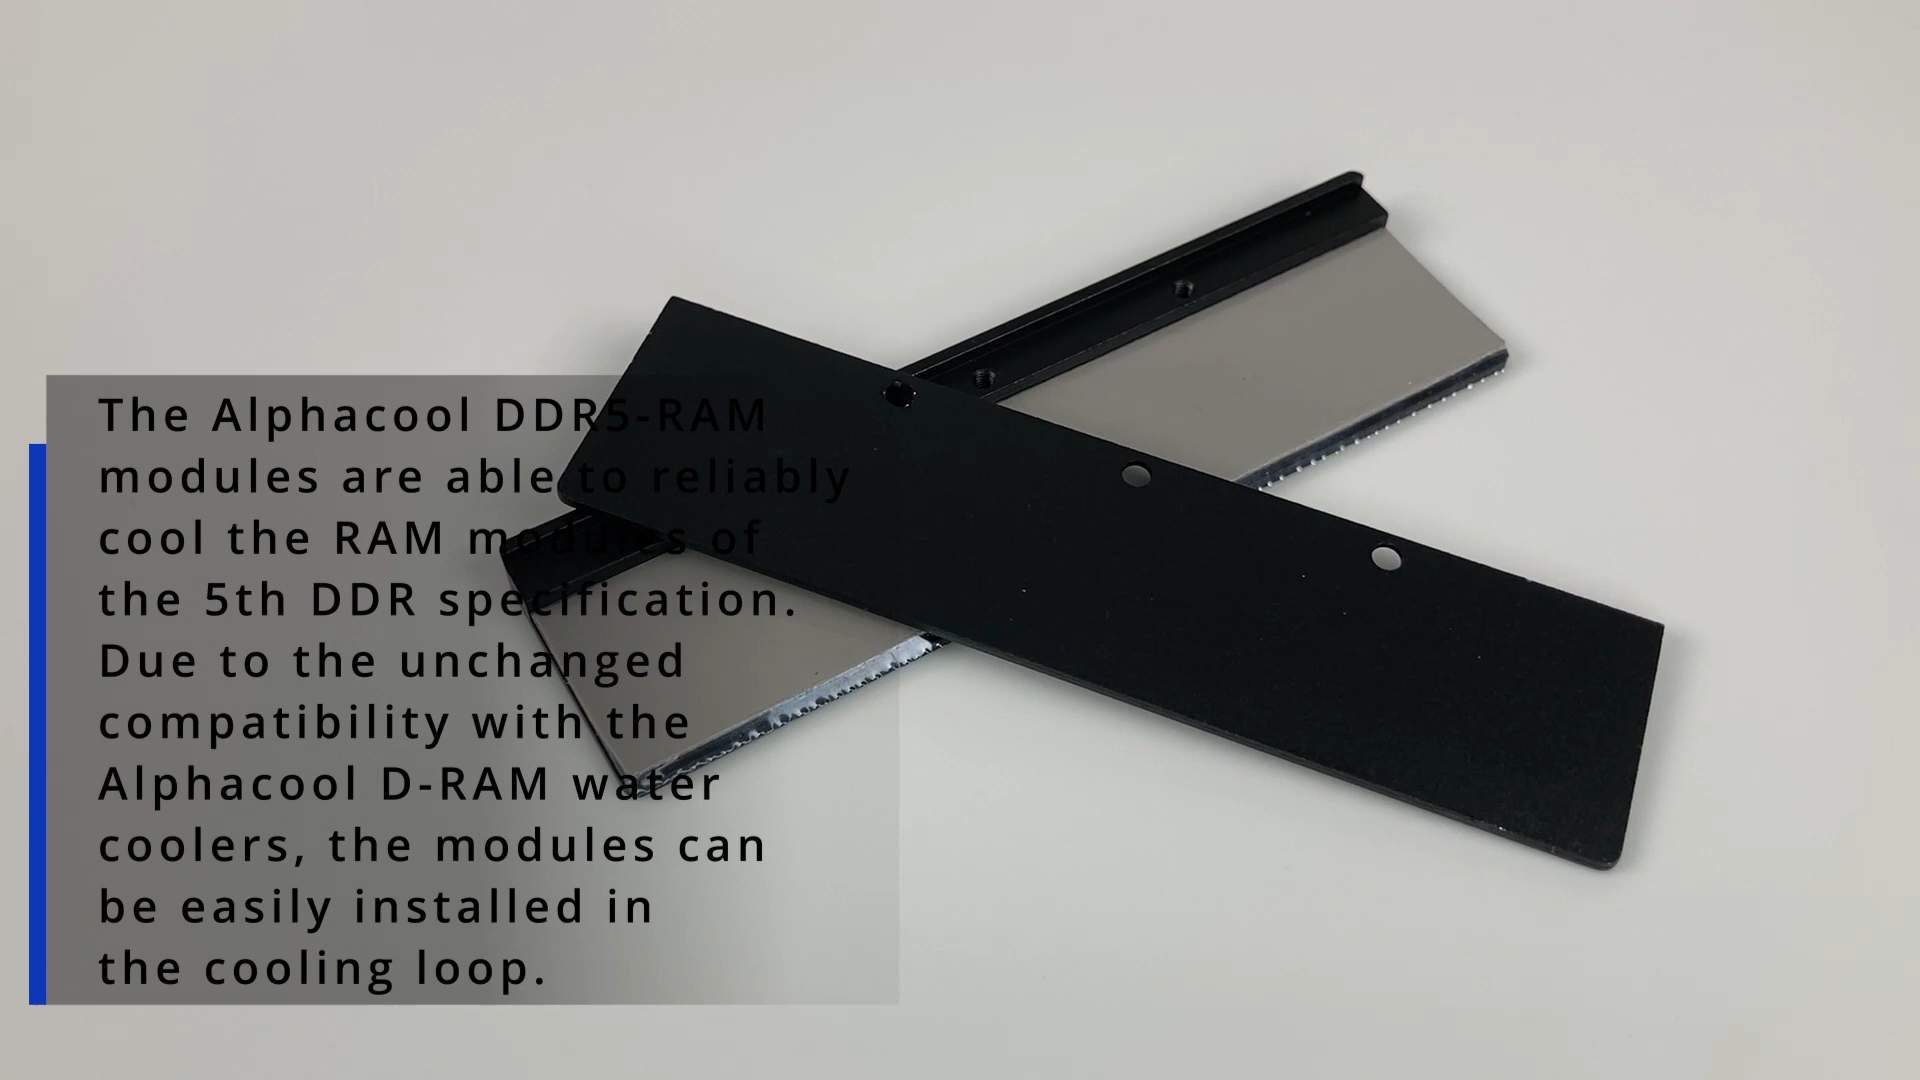 The Alphacool DDR5-RAM
modules are able to reliably
cool the RAM modules of
the 5th DDR specification.
Due to the unchanged
compatibility with the
Alphacool D-RAM water
coolers, the modules can
be easily installed in
the cooling loop.